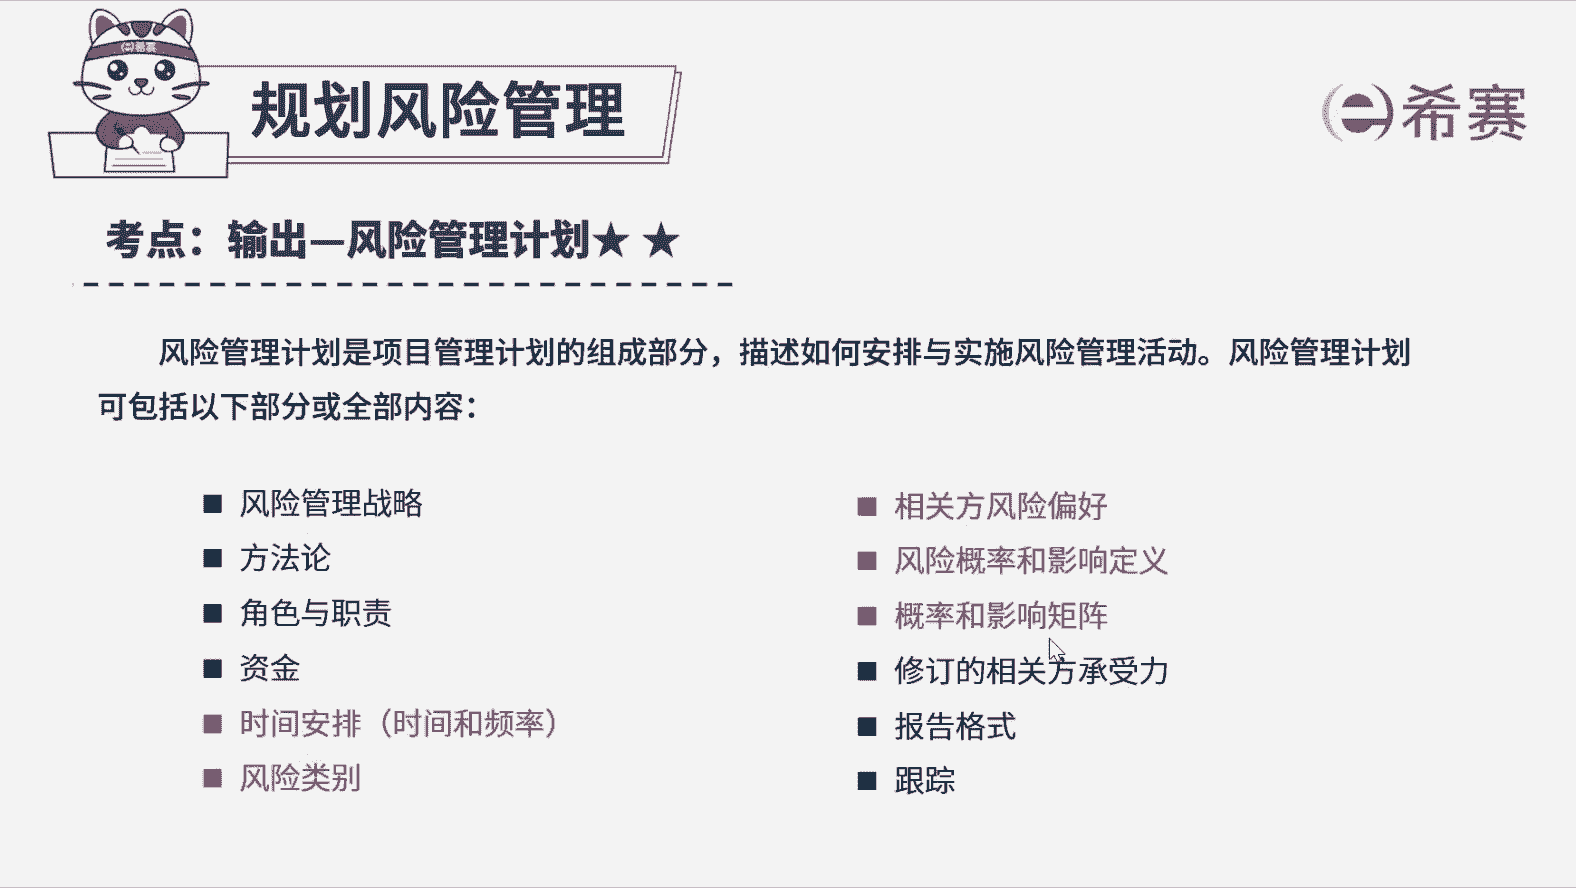 希赛
规划风险管理
希赛
考点：输出—风险管理计划★ ★
风险管理计划是项目管理计划的组成部分，描述如何安排与实施风险管理活动。风险管理计划
可包括以下部分或全部内容：
■ 风险管理战略
■ 方法论
■ 角色与职责
■ 资金
■ 时间安排（时间和频率）
■ 风险类别
■ 相关方风险偏好
■ 风险概率和影响定义
■ 概率和影响矩阵
■ 修订的相关方承受力
■ 报告格式
■ 跟踪